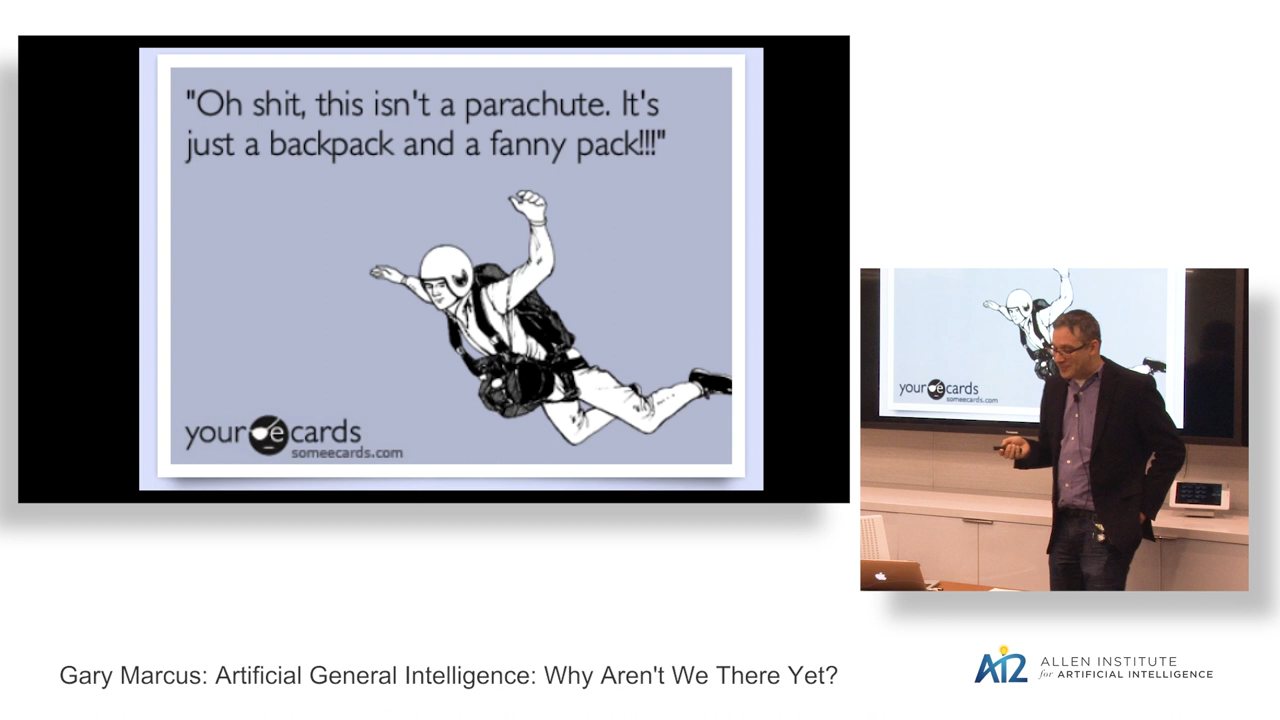 "Oh shit, this isn't a parachute. It's
just a backpack and a fanny pack!!!"
your e cards
someecards.com
your e cards
someecards.com
Gary Marcus: Artificial General Intelligence: Why Aren't We There Yet?
AI2 ALLEN INSTITUTE
for ARTIFICIAL INTELLIGENCE